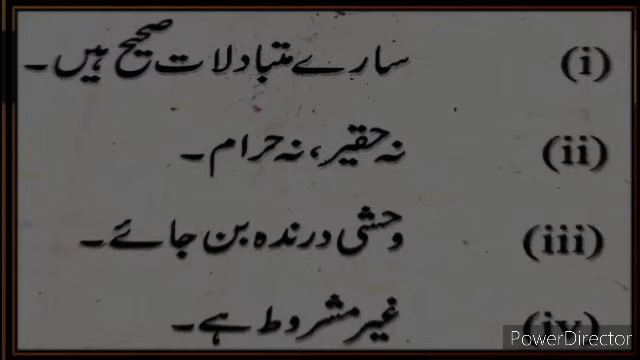 (i) سارے متبادلات صحیح ہیں۔
(ii) نہ حقیر، نہ حرام۔
(iii) وحشی درندہ بن جائے۔
(iv) غیر مشروط ہے۔
PowerDirector